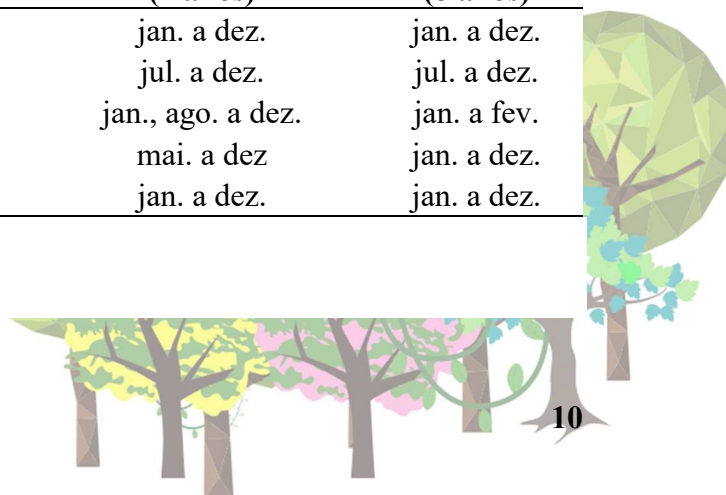 jan. a dez. jan. a dez.
jul. a dez. jul. a dez.
jan., ago. a dez. jan. a fev.
mai. a dez jan. a dez.
jan. a dez. jan. a dez.
10